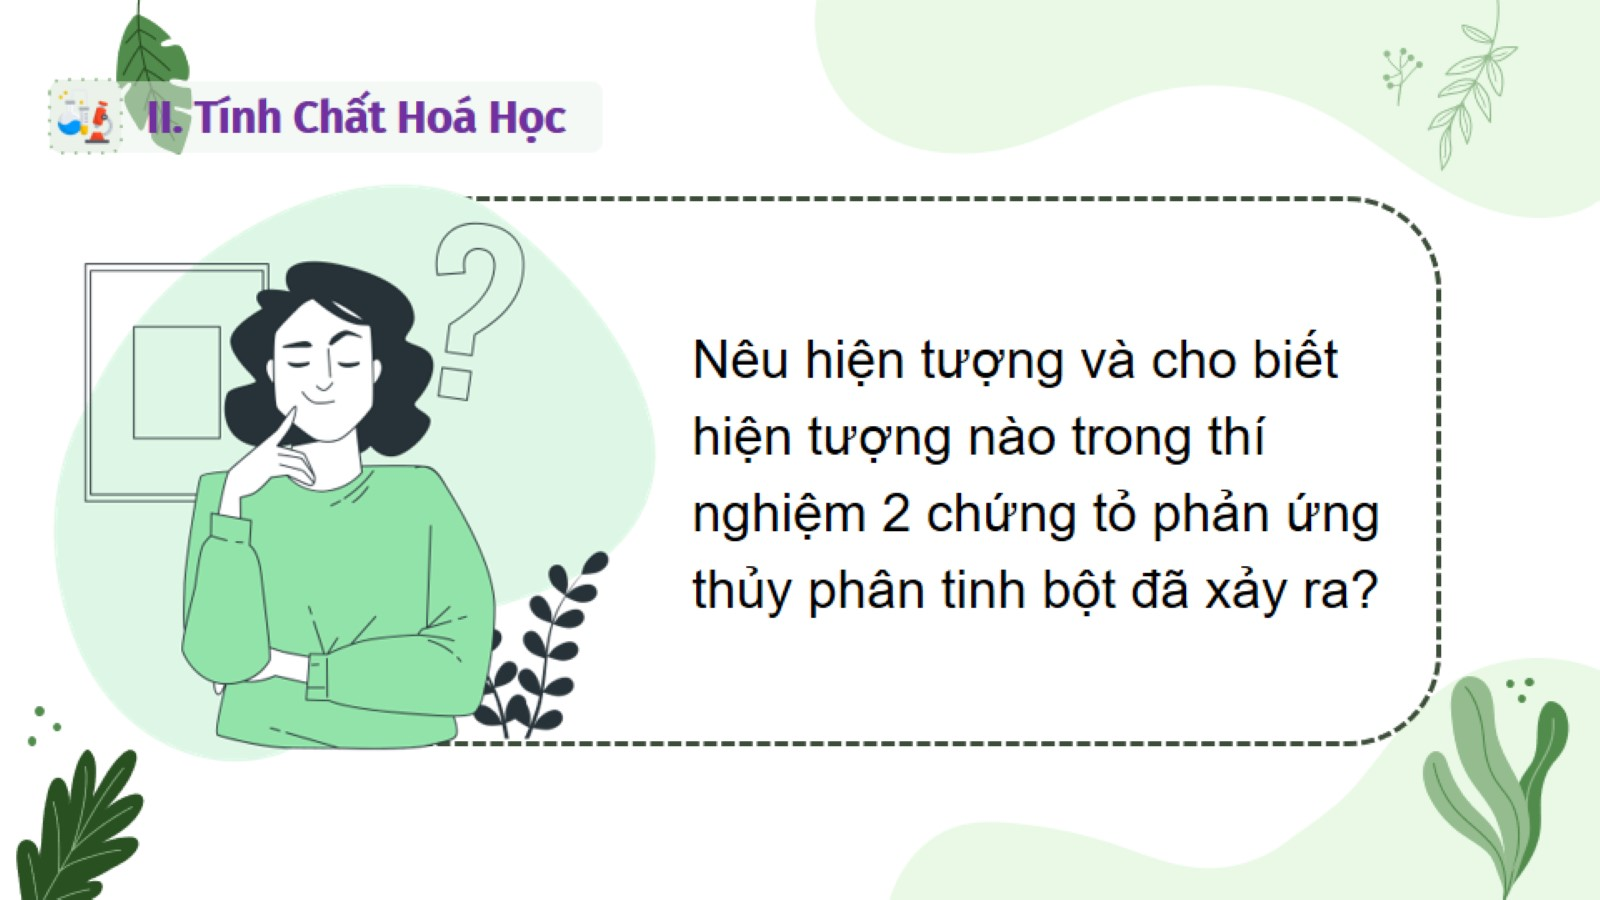 II. Tính Chất Hoá Học
Nêu hiện tượng và cho biết
hiện tượng nào trong thí
nghiệm 2 chứng tỏ phản ứng
thủy phân tinh bột đã xảy ra?